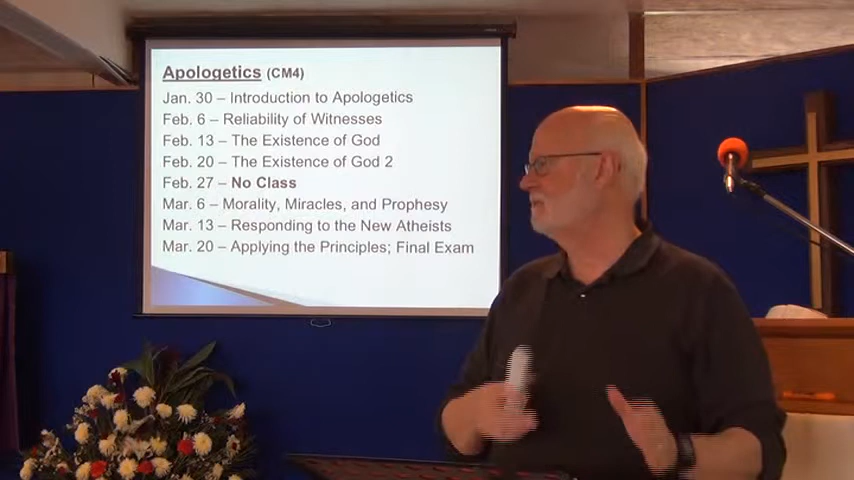 Apologetics (CM4)
Jan. 30 – Introduction to Apologetics
Feb. 6 – Reliability of Witnesses
Feb. 13 – The Existence of God
Feb. 20 – The Existence of God 2
Feb. 27 – No Class
Mar. 6 – Morality, Miracles, and Prophesy
Mar. 13 – Responding to the New Atheists
Mar. 20 – Applying the Principles; Final Exam